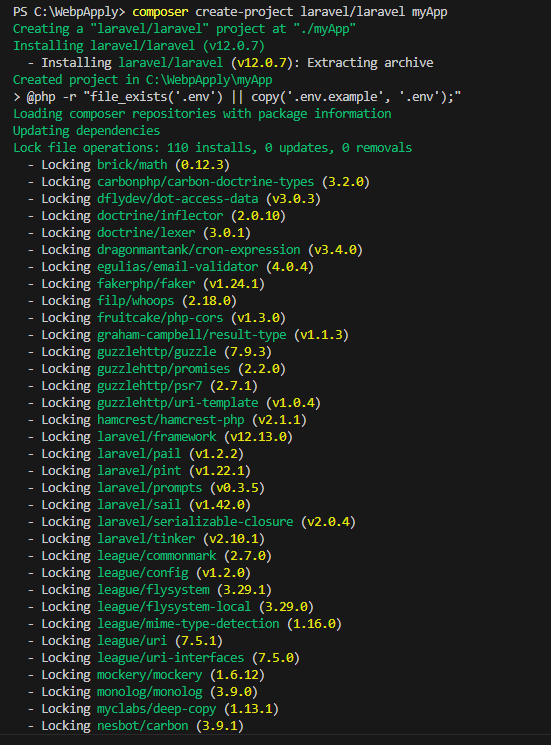 PS C:\WebpApply> composer create-project laravel/laravel myApp
Creating a "laravel/laravel" project at "./myApp"
Installing laravel/laravel (v12.0.7)
  - Installing laravel/laravel (v12.0.7): Extracting archive
Created project in C:\WebpApply\myApp
> @php -r "file_exists('.env') || copy('.env.example', '.env');"
Loading composer repositories with package information
Updating dependencies
Lock file operations: 110 installs, 0 updates, 0 removals
  - Locking brick/math (0.12.3)
  - Locking carbonphp/carbon-doctrine-types (3.2.0)
  - Locking dflydev/dot-access-data (v3.0.3)
  - Locking doctrine/inflector (2.0.10)
  - Locking doctrine/lexer (3.0.1)
  - Locking dragonmantank/cron-expression (v3.4.0)
  - Locking egulias/email-validator (4.0.4)
  - Locking fakerphp/faker (v1.24.1)
  - Locking filp/whoops (2.18.0)
  - Locking fruitcake/php-cors (v1.3.0)
  - Locking graham-campbell/result-type (v1.1.3)
  - Locking guzzlehttp/guzzle (7.9.3)
  - Locking guzzlehttp/promises (2.2.0)
  - Locking guzzlehttp/psr7 (2.7.1)
  - Locking guzzlehttp/uri-template (v1.0.4)
  - Locking hamcrest/hamcrest-php (v2.1.1)
  - Locking laravel/framework (v12.13.0)
  - Locking laravel/pail (v1.2.2)
  - Locking laravel/pint (v1.22.1)
  - Locking laravel/prompts (v0.3.5)
  - Locking laravel/sail (v1.42.0)
  - Locking laravel/serializable-closure (v2.0.4)
  - Locking laravel/tinker (v2.10.1)
  - Locking league/commonmark (2.7.0)
  - Locking league/config (v1.2.0)
  - Locking league/flysystem (3.29.1)
  - Locking league/flysystem-local (3.29.0)
  - Locking league/mime-type-detection (1.16.0)
  - Locking league/uri (7.5.1)
  - Locking league/uri-interfaces (7.5.0)
  - Locking mockery/mockery (1.6.12)
  - Locking monolog/monolog (3.9.0)
  - Locking myclabs/deep-copy (1.13.1)
  - Locking nesbot/carbon (3.9.1)